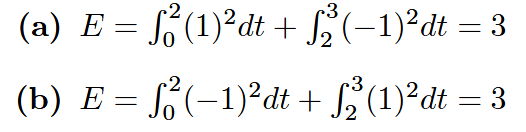 (a) E = ∫₀²(1)²dt + ∫₂³(−1)²dt = 3
(b) E = ∫₀²(−1)²dt + ∫₂³(1)²dt = 3